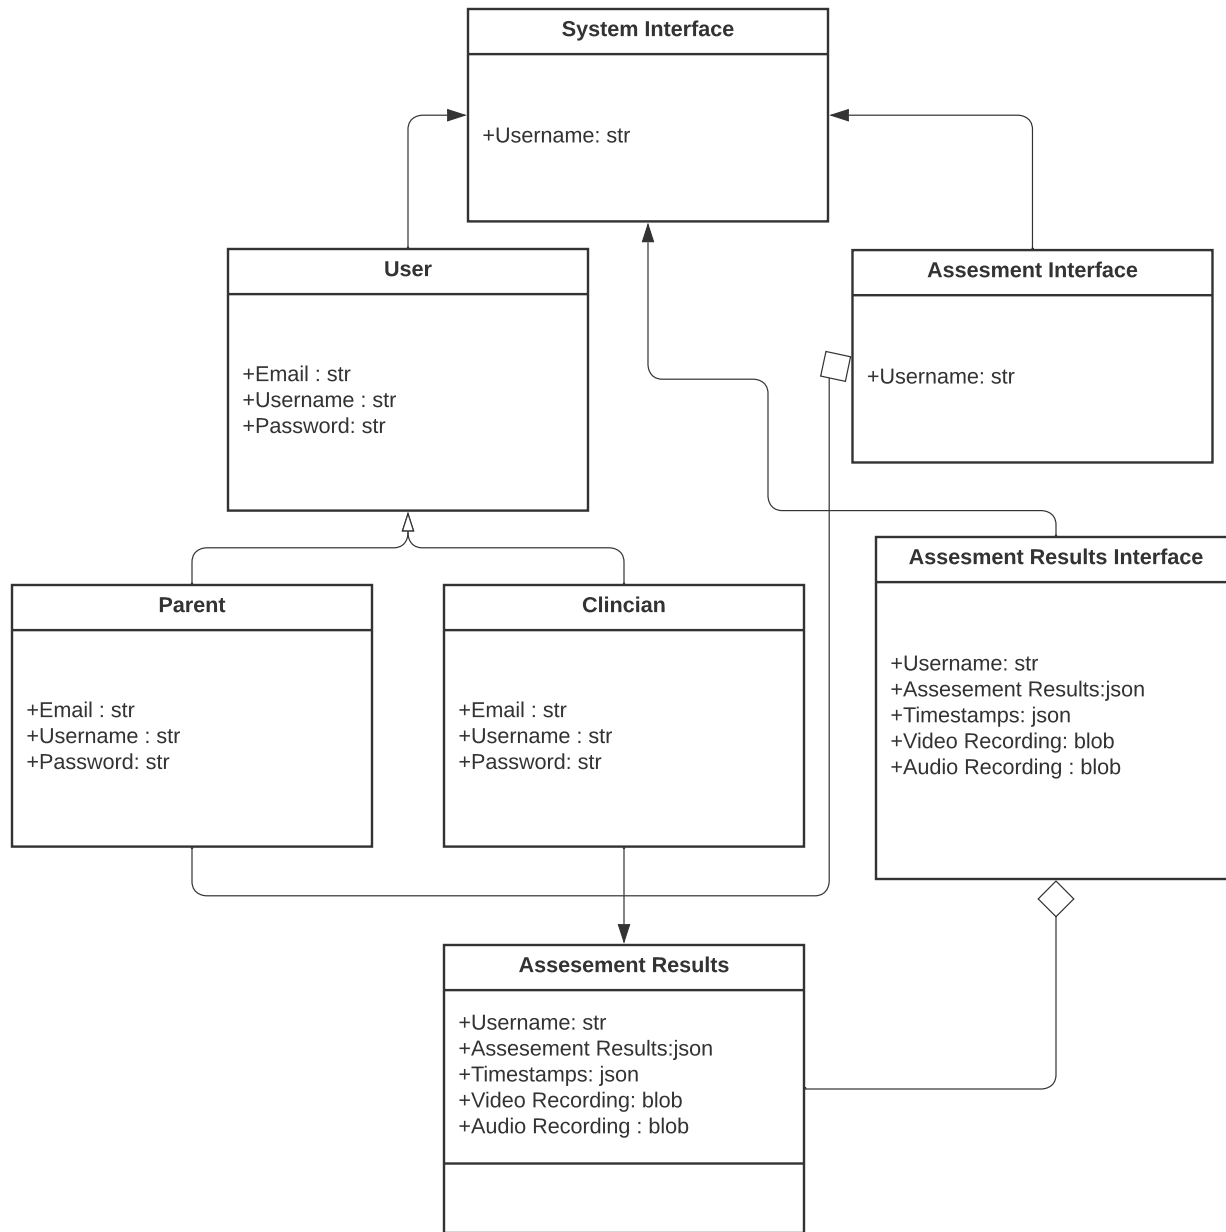 System Interface
+Username: str
User
+Email : str
+Username : str
+Password: str
Assesment Interface
+Username: str
Parent
+Email : str
+Username : str
+Password: str
Clincian
+Email : str
+Username : str
+Password: str
Assesment Results Interface
+Username: str
+Assesement Results:json
+Timestamps: json
+Video Recording: blob
+Audio Recording : blob
Assesement Results
+Username: str
+Assesement Results:json
+Timestamps: json
+Video Recording: blob
+Audio Recording : blob